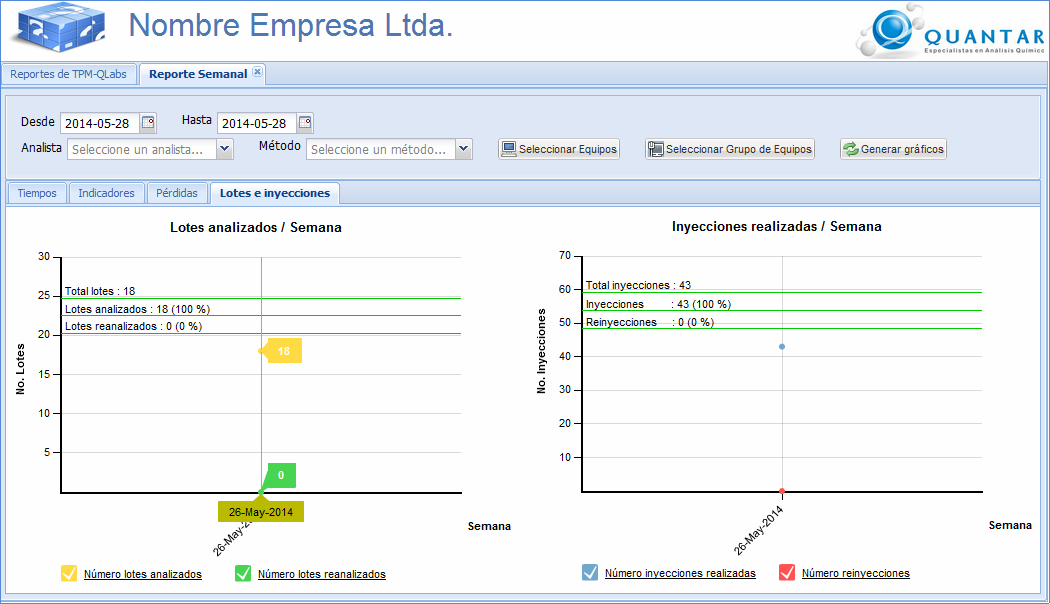 Nombre Empresa Ltda.
QUANTAR
Especialistas en Análisis Químico
Reportes de TPM-QLabs
Reporte Semanal
Desde 2014-05-28 Hasta 2014-05-28
Analista Seleccione un analista... Método Seleccione un método... Seleccionar Equipos Seleccionar Grupo de Equipos Generar gráficos
Tiempos Indicadores Pérdidas Lotes e inyecciones
Lotes analizados / Semana
No. Lotes
30
25
20
15
10
5
Total lotes : 18
Lotes analizados : 18 (100 %)
Lotes reanalizados : 0 (0 %)
18
0
26-May-2014
26-May-2
Semana
Número lotes analizados Número lotes reanalizados
Inyecciones realizadas / Semana
No. Inyecciones
70
60
50
40
30
20
10
Total inyecciones : 43
Inyecciones : 43 (100 %)
Reinyecciones : 0 (0 %)
26-May-2014
Semana
Número inyecciones realizadas Número reinyecciones